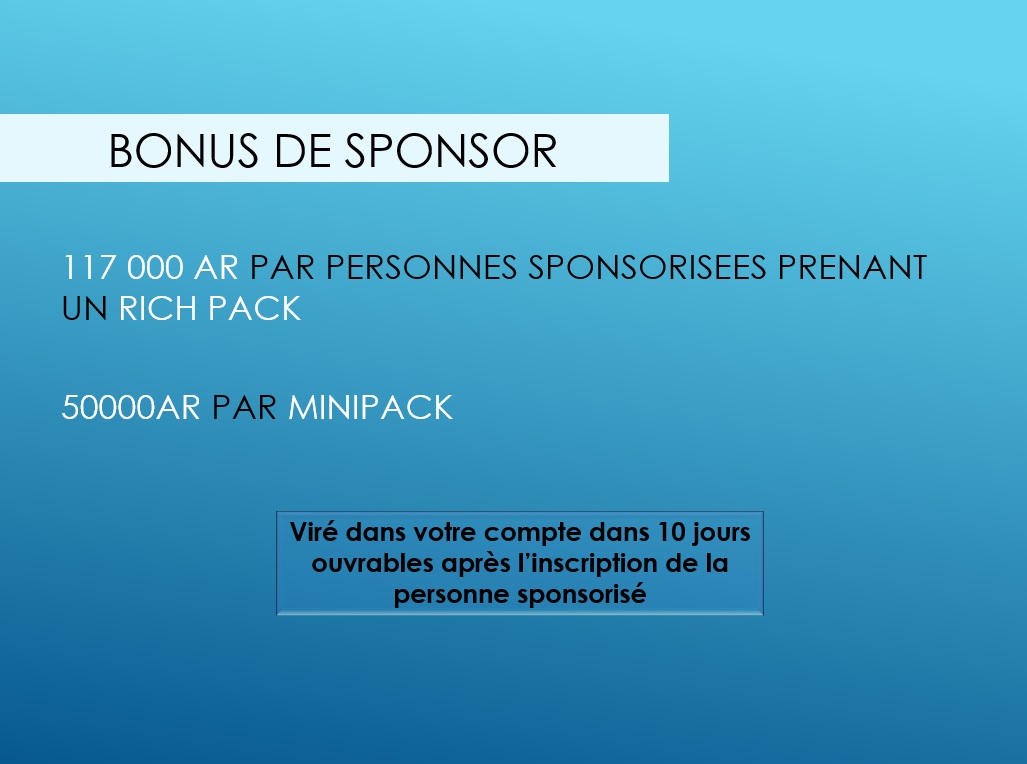 BONUS DE SPONSOR
117 000 AR PAR PERSONNES SPONSORISEES PRENANT
UN RICH PACK
50000AR PAR MINIPACK
Viré dans votre compte dans 10 jours
ouvrables après l’inscription de la
personne sponsorisé